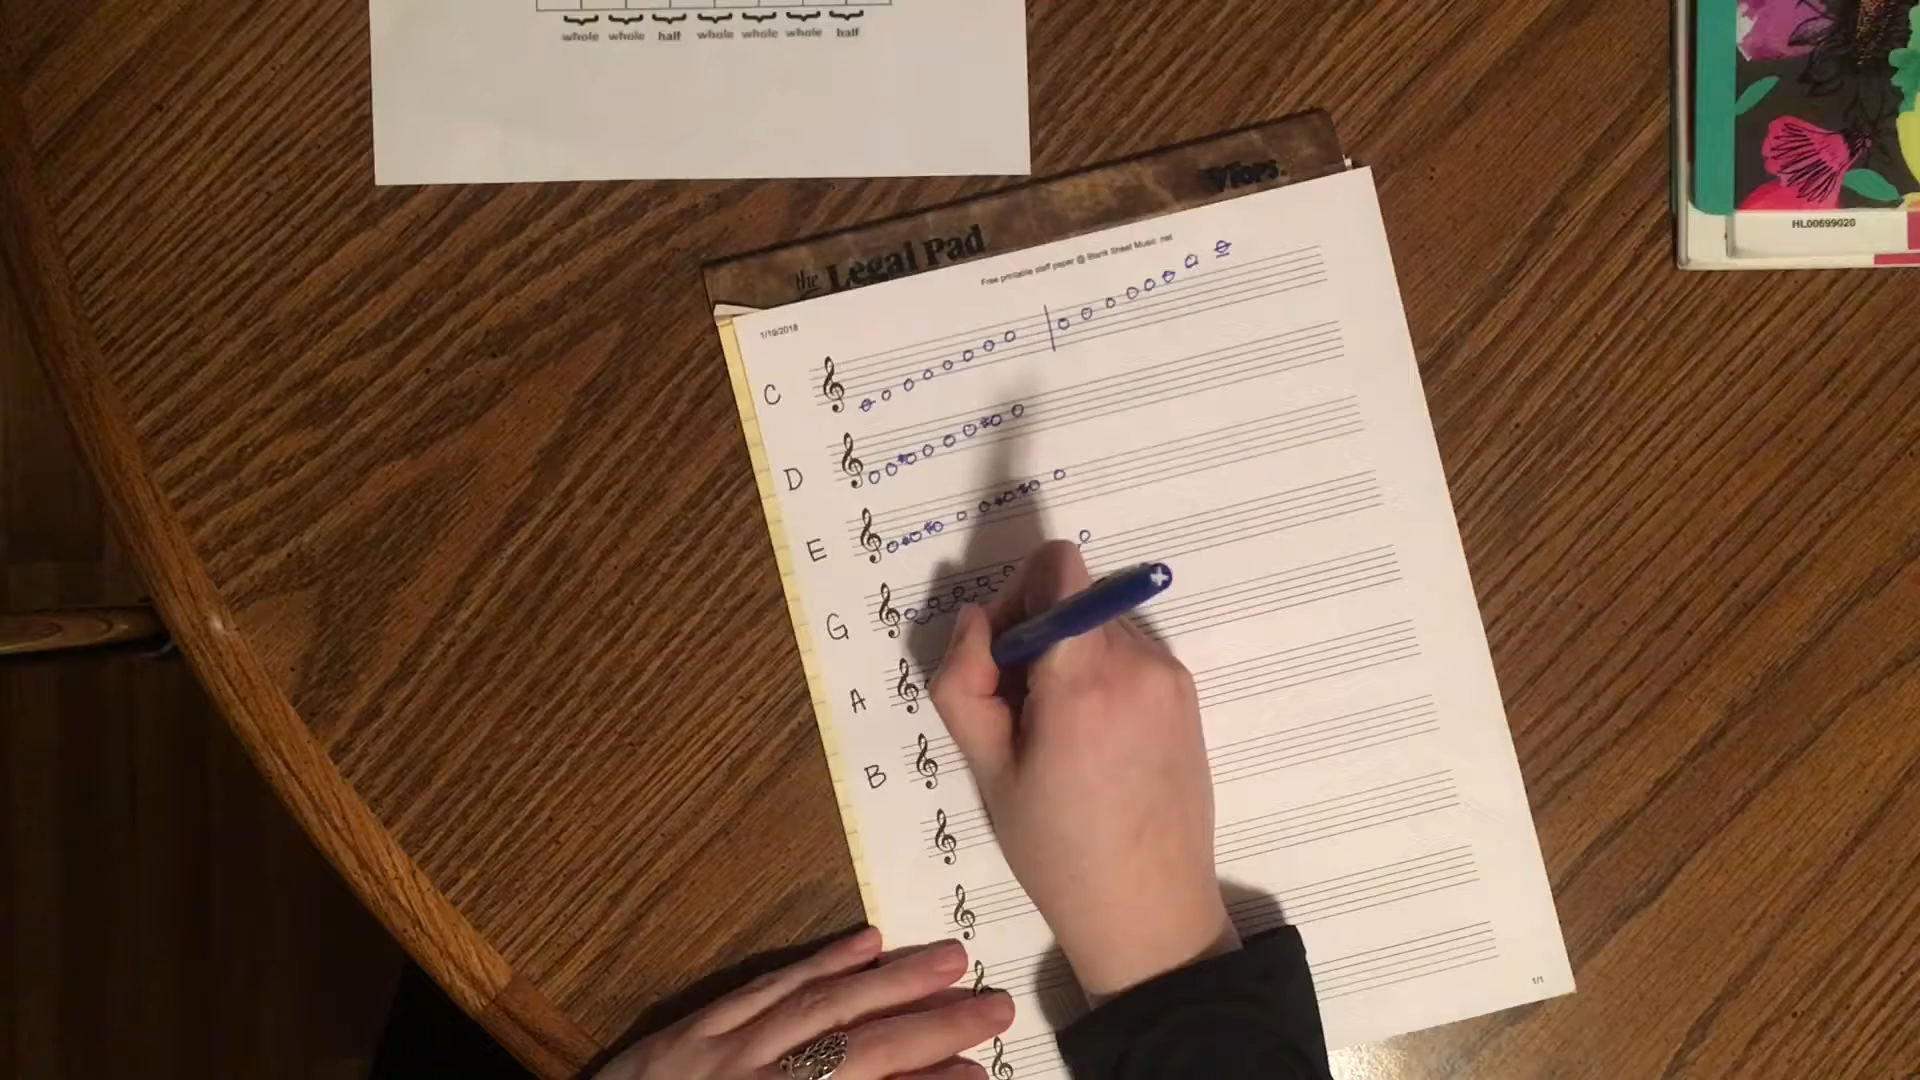 whole whole half whole whole whole half
HL00699020
the Legal Pad
TOPS
Free printable staff paper @ Blank Sheet Music .net
1/19/2018
C
D
E
G
A
B
1/1